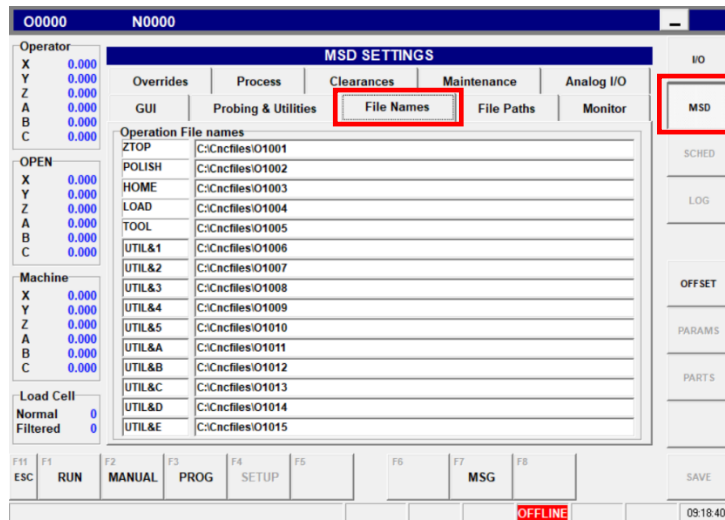 O0000 N0000
Operator
X 0.000
Y 0.000
Z 0.000
A 0.000
B 0.000
C 0.000
OPEN
X 0.000
Y 0.000
Z 0.000
A 0.000
B 0.000
C 0.000
Machine
X 0.000
Y 0.000
Z 0.000
A 0.000
B 0.000
C 0.000
Load Cell
Normal 0
Filtered 0
MSD SETTINGS
Overrides Process Clearances Maintenance Analog I/O
GUI Probing & Utilities File Names File Paths Monitor
Operation File names
ZTOP C:\Cncfiles\O1001
POLISH C:\Cncfiles\O1002
HOME C:\Cncfiles\O1003
LOAD C:\Cncfiles\O1004
TOOL C:\Cncfiles\O1005
UTIL&1 C:\Cncfiles\O1006
UTIL&2 C:\Cncfiles\O1007
UTIL&3 C:\Cncfiles\O1008
UTIL&4 C:\Cncfiles\O1009
UTIL&5 C:\Cncfiles\O1010
UTIL&A C:\Cncfiles\O1011
UTIL&B C:\Cncfiles\O1012
UTIL&C C:\Cncfiles\O1013
UTIL&D C:\Cncfiles\O1014
UTIL&E C:\Cncfiles\O1015
I/O
MSD
SCHED
LOG
OFFSET
PARAMS
PARTS
SAVE
F11 F1 F2 F3 F4 F5 F6 F7 F8
ESC RUN MANUAL PROG SETUP MSG
OFFLINE 09:18:40